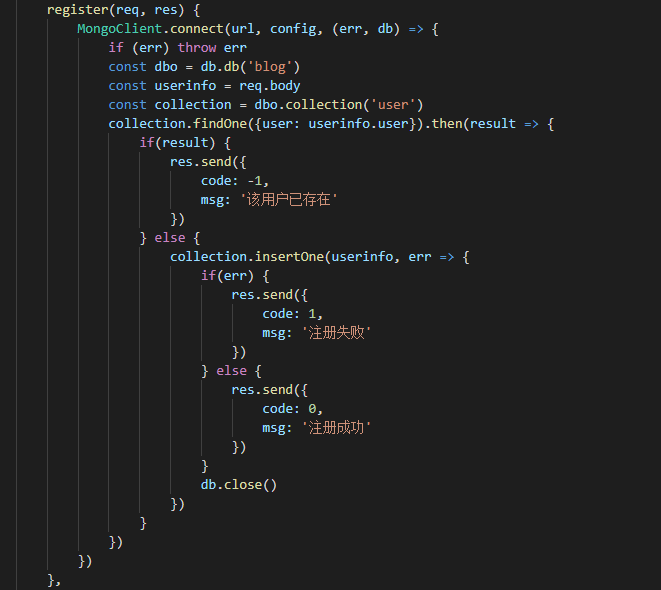 register(req, res) {
MongoClient.connect(url, config, (err, db) => {
if (err) throw err
const dbo = db.db('blog')
const userinfo = req.body
const collection = dbo.collection('user')
collection.findOne({user: userinfo.user}).then(result => {
if(result) {
res.send({
code: -1,
msg: '该用户已存在'
})
} else {
collection.insertOne(userinfo, err => {
if(err) {
res.send({
code: 1,
msg: '注册失败'
})
} else {
res.send({
code: 0,
msg: '注册成功'
})
}
db.close()
})
}
})
})
},